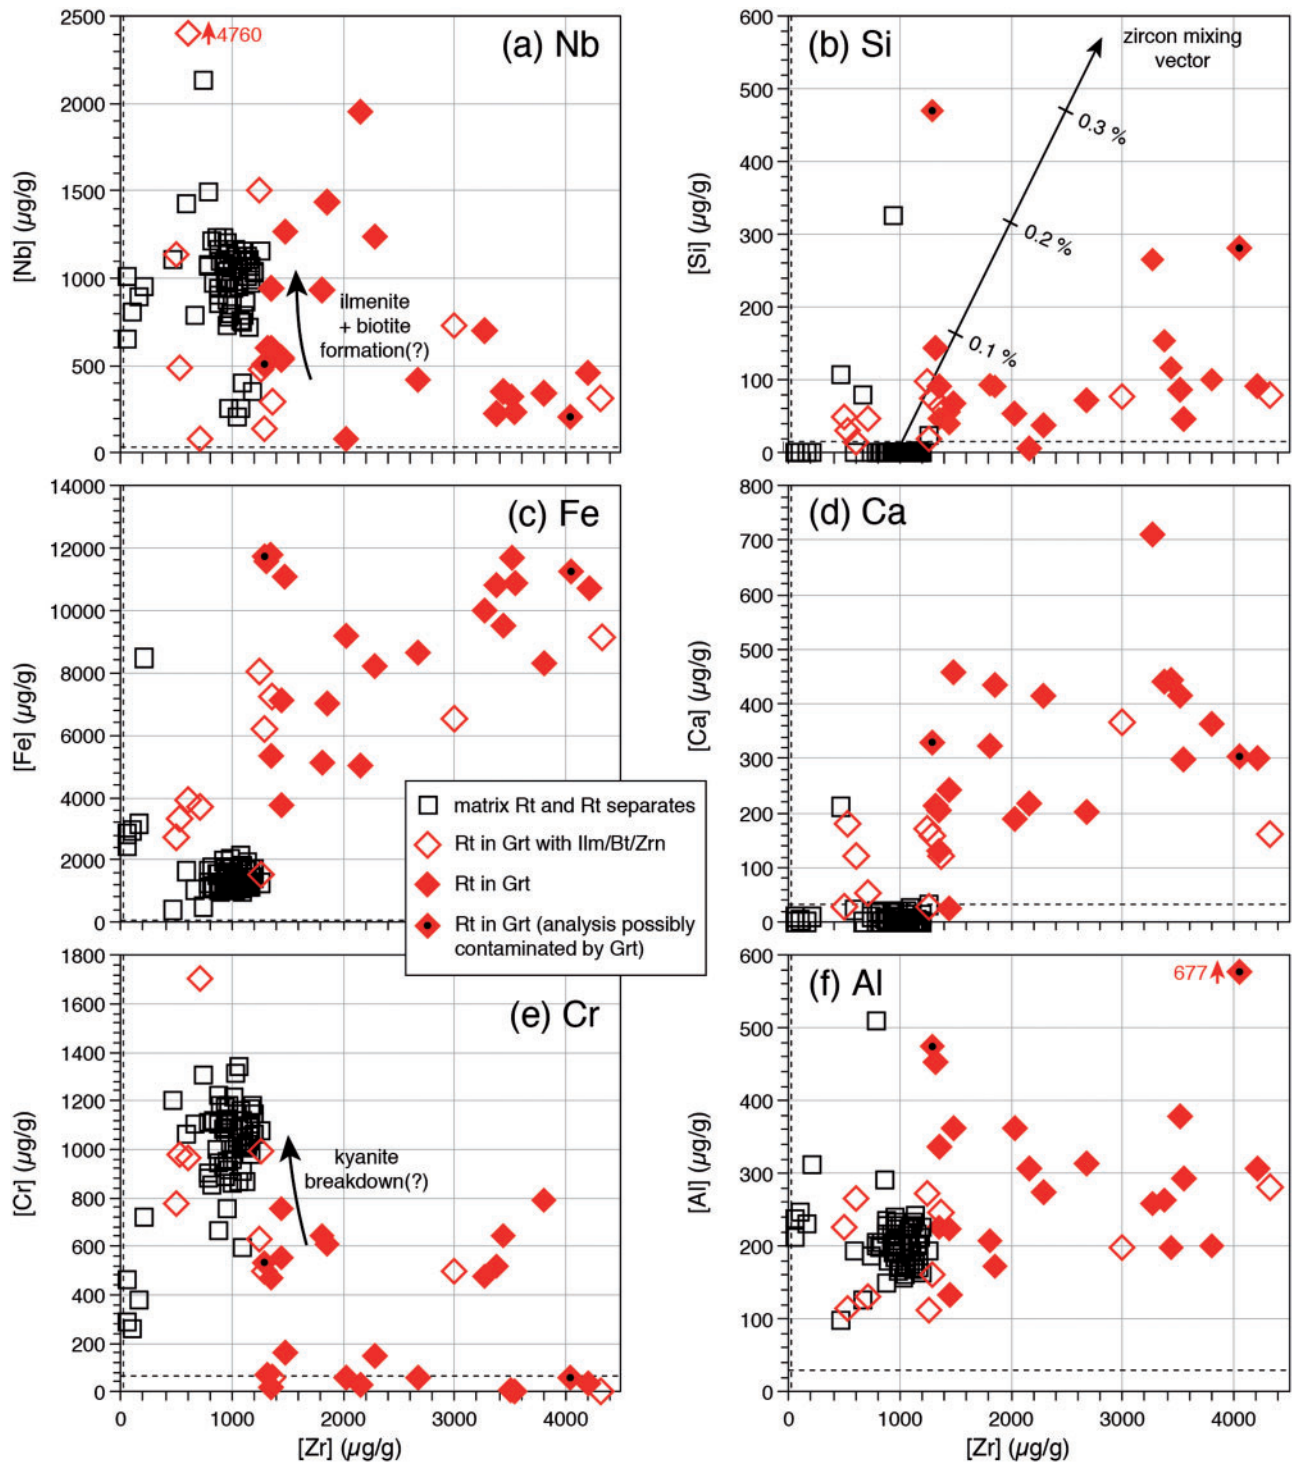 (a) Nb
4760
[Nb] (µg/g)
2500
2000
1500
1000
500
0
ilmenite
+ biotite
formation(?)
(b) Si
zircon mixing
vector
0.3 %
0.2 %
0.1 %
[Si] (µg/g)
600
500
400
300
200
100
0
(c) Fe
[Fe] (µg/g)
14000
12000
10000
8000
6000
4000
2000
0
(d) Ca
[Ca] (µg/g)
800
700
600
500
400
300
200
100
0
matrix Rt and Rt separates
Rt in Grt with Ilm/Bt/Zrn
Rt in Grt
Rt in Grt (analysis possibly
contaminated by Grt)
(e) Cr
[Cr] (µg/g)
1800
1600
1400
1200
1000
800
600
400
200
0
kyanite
breakdown(?)
0 1000 2000 3000 4000
[Zr] (µg/g)
(f) Al
677
[Al] (µg/g)
600
500
400
300
200
100
0
0 1000 2000 3000 4000
[Zr] (µg/g)